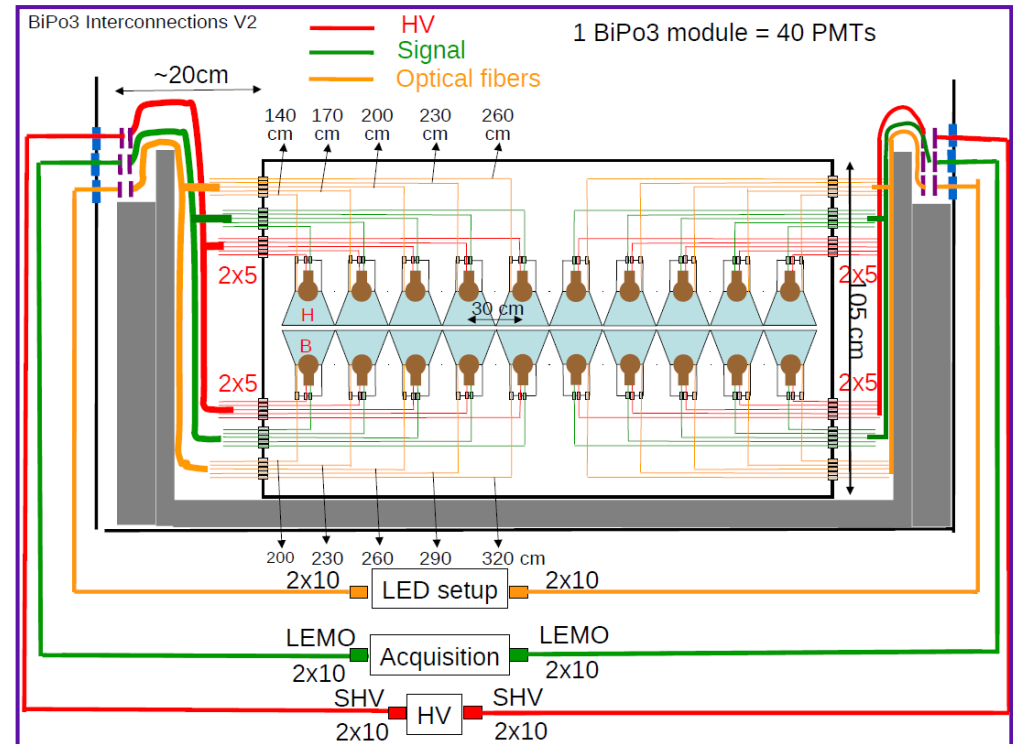 BiPo3 Interconnections V2
HV
Signal
Optical fibers
1 BiPo3 module = 40 PMTs
~20cm
140 cm
170 cm
200 cm
230 cm
260 cm
2x5
2x5
H
30 cm
105 cm
B
2x5
2x5
200
230
260
290
320 cm
2x10
LED setup
2x10
LEMO
Acquisition
LEMO
2x10
2x10
SHV
HV
SHV
2x10
2x10